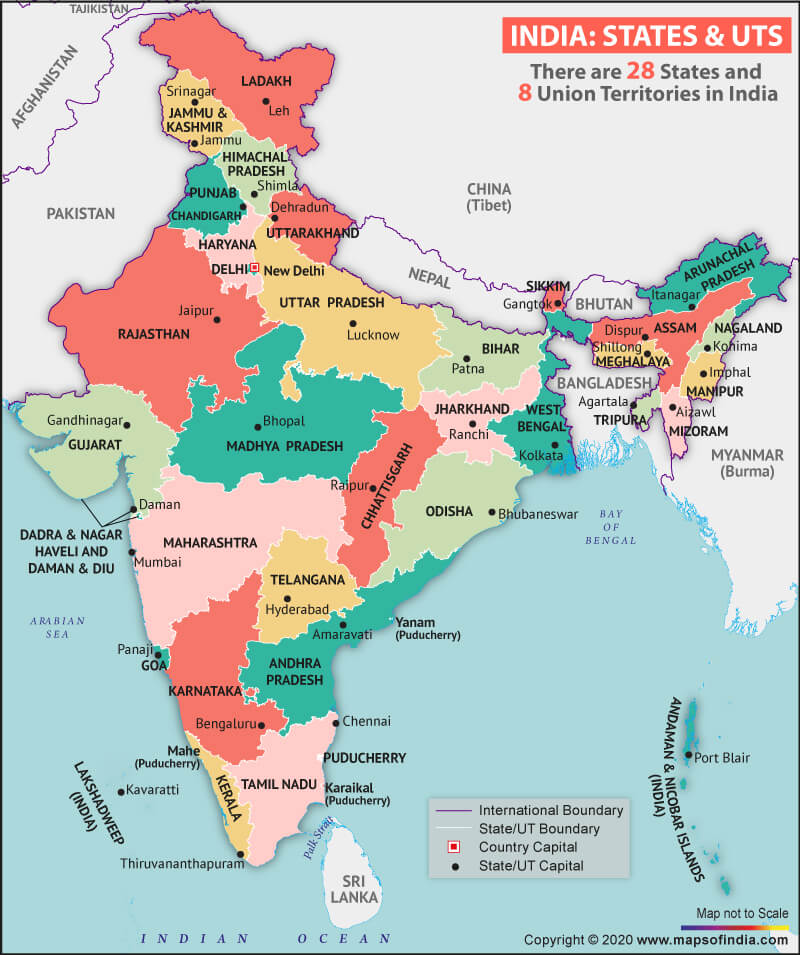 TAJIKISTAN
AFGHANISTAN
INDIA: STATES & UTS
There are 28 States and
8 Union Territories in India
LADAKH
Leh
Srinagar
JAMMU &
KASHMIR
Jammu
HIMACHAL
PRADESH
Shimla
PUNJAB
CHANDIGARH
Dehradun
UTTARAKHAND
CHINA
(Tibet)
PAKISTAN
HARYANA
DELHI
New Delhi
NEPAL
SIKKIM
Gangtok
BHUTAN
ARUNACHAL
PRADESH
Itanagar
Jaipur
RAJASTHAN
UTTAR PRADESH
Lucknow
BIHAR
Patna
Dispur
ASSAM
NAGALAND
Kohima
Shillong
MEGHALAYA
Imphal
MANIPUR
BANGLADESH
Agartala
TRIPURA
Aizawl
MIZORAM
MYANMAR
(Burma)
Gandhinagar
GUJARAT
Bhopal
MADHYA PRADESH
JHARKHAND
Ranchi
WEST
BENGAL
Kolkata
Raipur
CHHATTISGARH
Daman
DADRA & NAGAR
HAVELI AND
DAMAN & DIU
Mumbai
MAHARASHTRA
ODISHA
Bhubaneswar
BAY
OF
BENGAL
TELANGANA
Hyderabad
ARABIAN
SEA
Amaravati
Yanam
(Puducherry)
Panaji
GOA
KARNATAKA
ANDHRA
PRADESH
Bengaluru
Chennai
Mahe
(Puducherry)
PUDUCHERRY
KERALA
TAMIL NADU
Karaikal
(Puducherry)
LAKSHADWEEP
(INDIA)
Kavaratti
Thiruvananthapuram
Palk Strait
SRI
LANKA
ANDAMAN & NICOBAR ISLANDS
(INDIA)
Port Blair
International Boundary
State/UT Boundary
Country Capital
State/UT Capital
INDIAN OCEAN
Map not to Scale
Copyright © 2020 www.mapsofindia.com